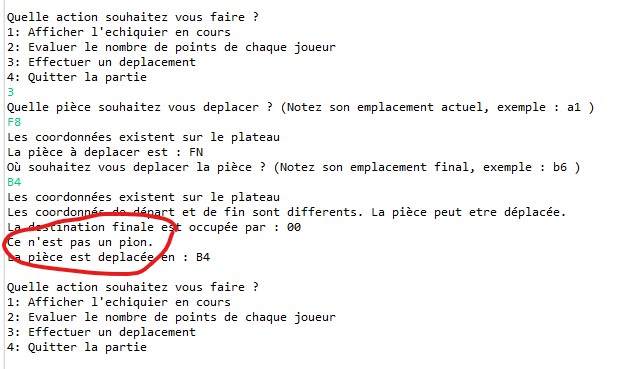 Quelle action souhaitez vous faire ?
1: Afficher l'echiquier en cours
2: Evaluer le nombre de points de chaque joueur
3: Effectuer un deplacement
4: Quitter la partie
3
Quelle pièce souhaitez vous deplacer ? (Notez son emplacement actuel, exemple : a1 )
F8
Les coordonnées existent sur le plateau
La pièce à deplacer est : FN
Où souhaitez vous deplacer la pièce ? (Notez son emplacement final, exemple : b6 )
B4
Les coordonnées existent sur le plateau
Les coordonnées de départ et de fin sont differents. La pièce peut etre déplacée.
La destination finale est occupée par : 00
Ce n'est pas un pion.
La pièce est deplacée en : B4
Quelle action souhaitez vous faire ?
1: Afficher l'echiquier en cours
2: Evaluer le nombre de points de chaque joueur
3: Effectuer un deplacement
4: Quitter la partie